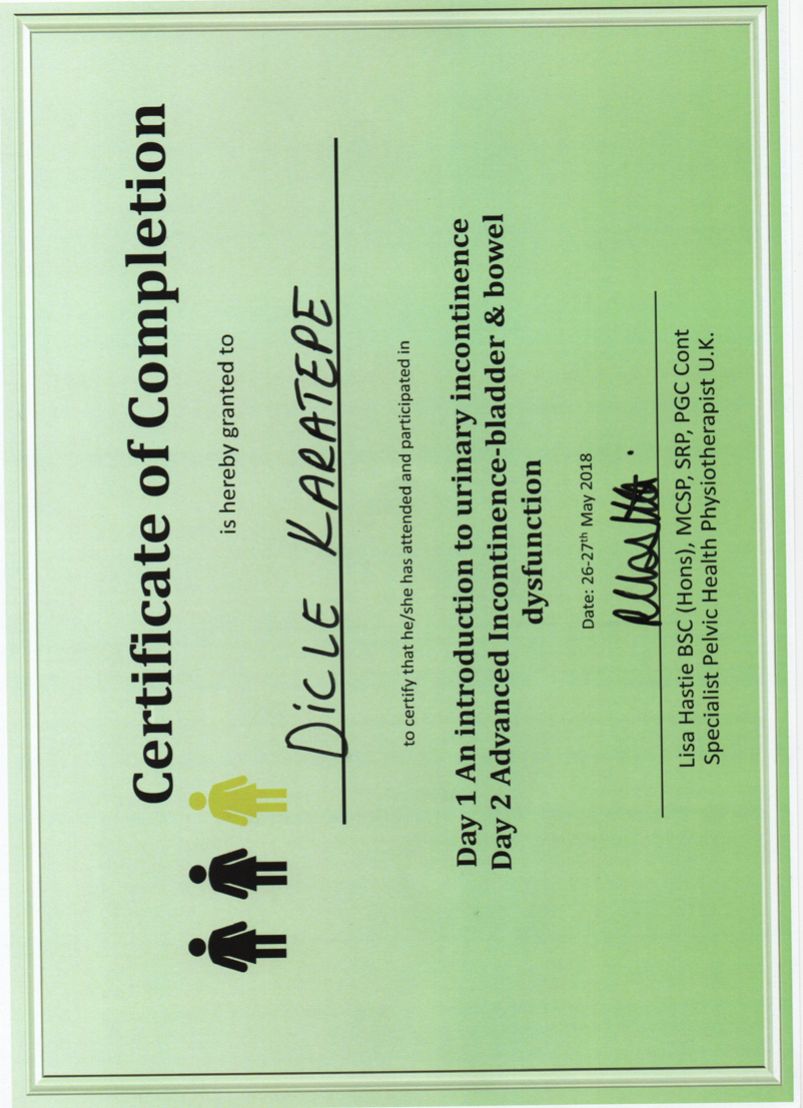 Certificate of Completion
is hereby granted to
DiCLE KARATEPE
to certify that he/she has attended and participated in
Day 1 An introduction to urinary incontinence
Day 2 Advanced Incontinence-bladder & bowel
dysfunction
Date: 26-27th May 2018
Lisa Hastie BSC (Hons), MCSP, SRP, PGC Cont
Specialist Pelvic Health Physiotherapist U.K.